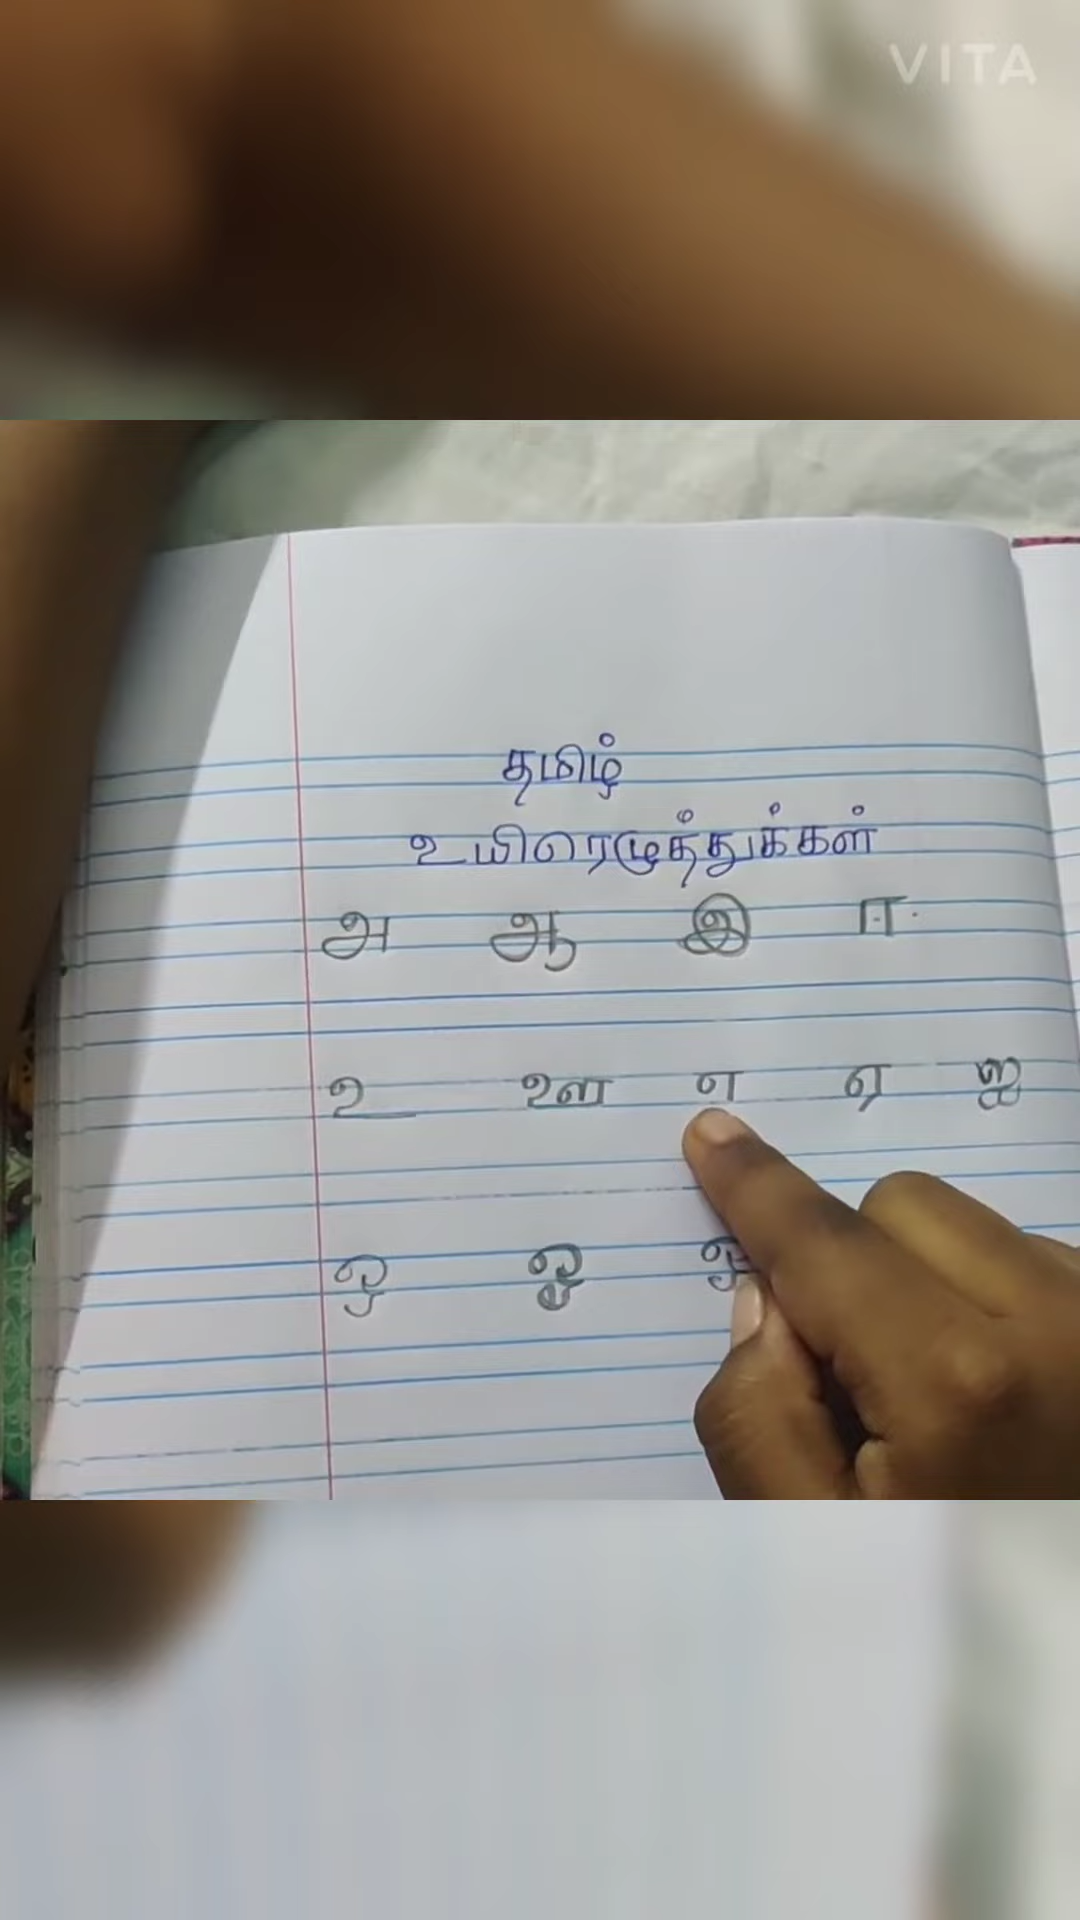 VITA
தமிழ்
உயிரெழுத்துக்கள்
அ ஆ இ ஈ
உ ஊ எ ஏ ஐ
ஒ ஓ